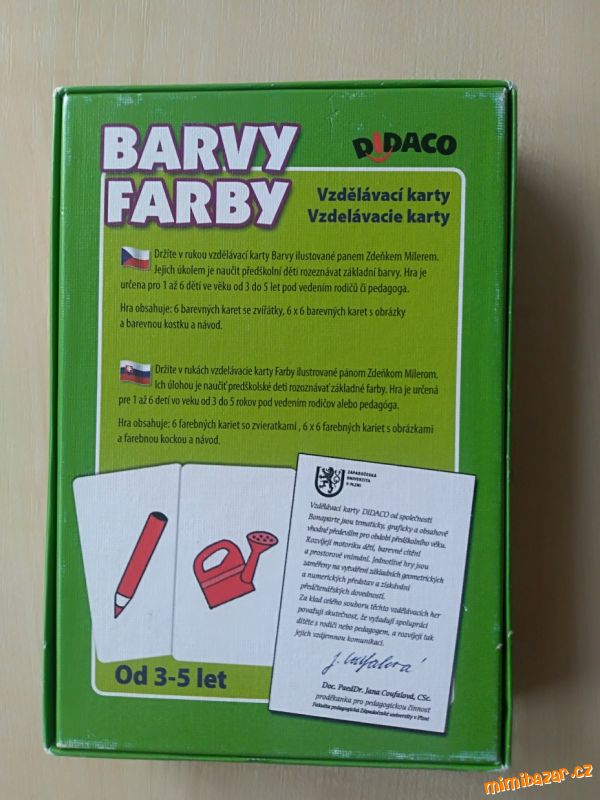 BARVY
FARBY
DIDACO
Vzdělávací karty
Vzdelávacie karty
Držíte v rukou vzdělávací karty Barvy ilustované panem Zdeňkem Milerem.
Jejich úkolem je naučit předškolní děti rozeznávat základní barvy. Hra je
určena pro 1 až 6 dětí ve věku od 3 do 5 let pod vedením rodičů či pedagoga.
Hra obsahuje: 6 barevných karet se zvířátky, 6 x 6 barevných karet s obrázky
a barevnou kostku a návod.
Držíte v rukách vzdelávacie karty Farby ilustrované pánom Zdeňkom Milerom.
Ich úlohou je naučiť predškolské deti rozoznávať základné farby. Hra je určená
pre 1 až 6 detí vo veku od 3 do 5 rokov pod vedením rodičov alebo pedagóga.
Hra obsahuje: 6 farebných kariet so zvieratkami , 6 x 6 farebných kariet s obrázkami
a farebnou kockou a návod.
ZÁPADOČESKÁ
UNIVERZITA
V PLZNI
Vzdělávací karty DIDACO od společnosti
Bonaparte jsou tematicky, graficky a obsahově
vhodné především pro období předškolního věku.
Rozvíjejí motoriku dětí, barevné cítění
a prostorové vnímání. Jednotlivé hry jsou
zaměřeny na vytváření základních geometrických
a numerických představ a získávání
předčtenářských dovedností.
Za klad celého souboru těchto vzdělávacích her
považuji skutečnost, že vyžadují spolupráci
dítěte s rodiči nebo pedagogem, a rozvíjejí tak
jejich vzájemnou komunikaci.
J. Coufalová
Doc. PaedDr. Jana Coufalová, CSc.
proděkanka pro pedagogickou činnost
Fakulta pedagogická Západočeské univerzity v Plzni
Od 3-5 let
mimibazar.cz